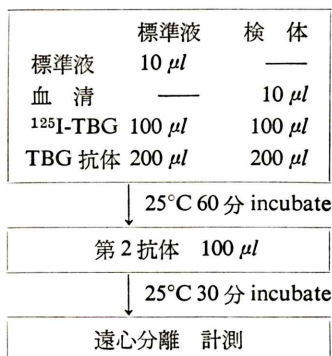 標準液 検 体
標準液 10 μl ——
血 清 —— 10 μl
¹²⁵I-TBG 100 μl 100 μl
TBG 抗体 200 μl 200 μl
25°C 60 分 incubate
第 2 抗体 100 μl
25°C 30 分 incubate
遠心分離 計測